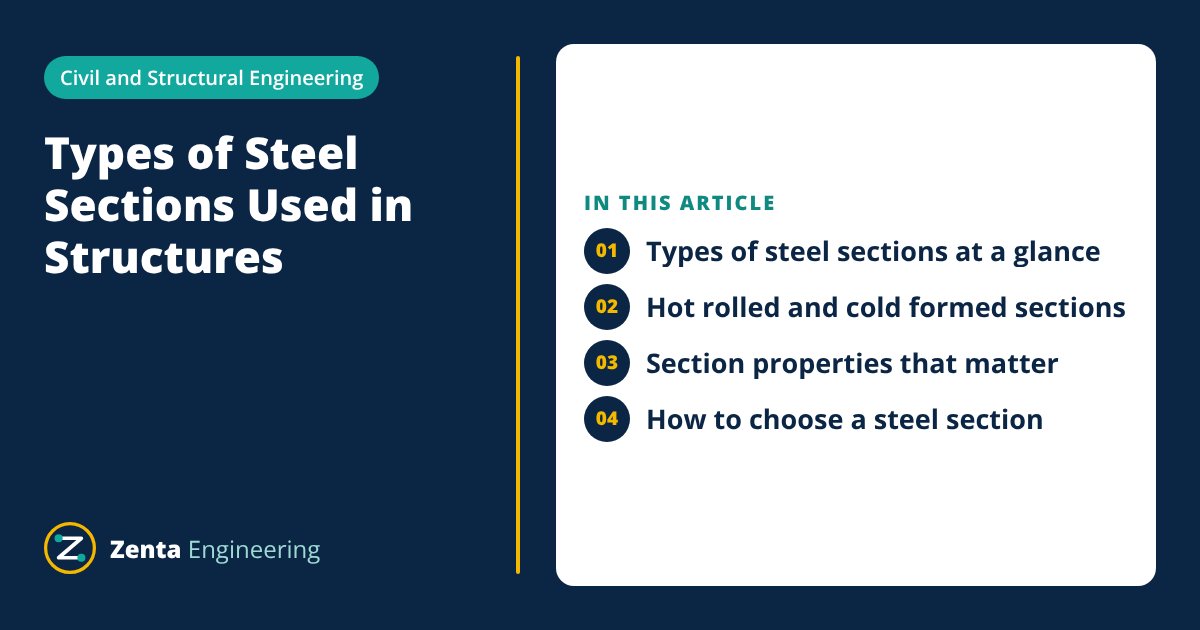 Civil and Structural Engineering
Types of Steel
Sections Used in
Structures
Zenta Engineering
IN THIS ARTICLE
01 Types of steel sections at a glance
02 Hot rolled and cold formed sections
03 Section properties that matter
04 How to choose a steel section